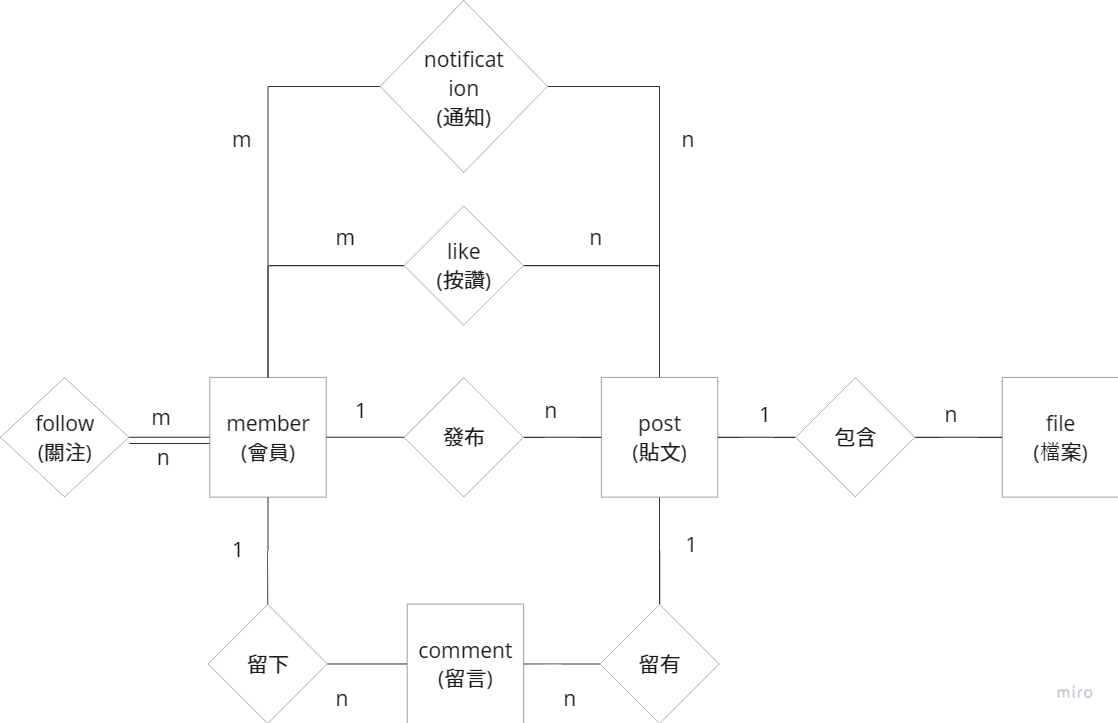 notificat
ion
(通知)
m
n
m
n
like
(按讚)
follow
(關注)
m
n
member
(會員)
1
發布
n
post
(貼文)
1
包含
n
file
(檔案)
1
1
留下
n
comment
(留言)
n
留有
miro